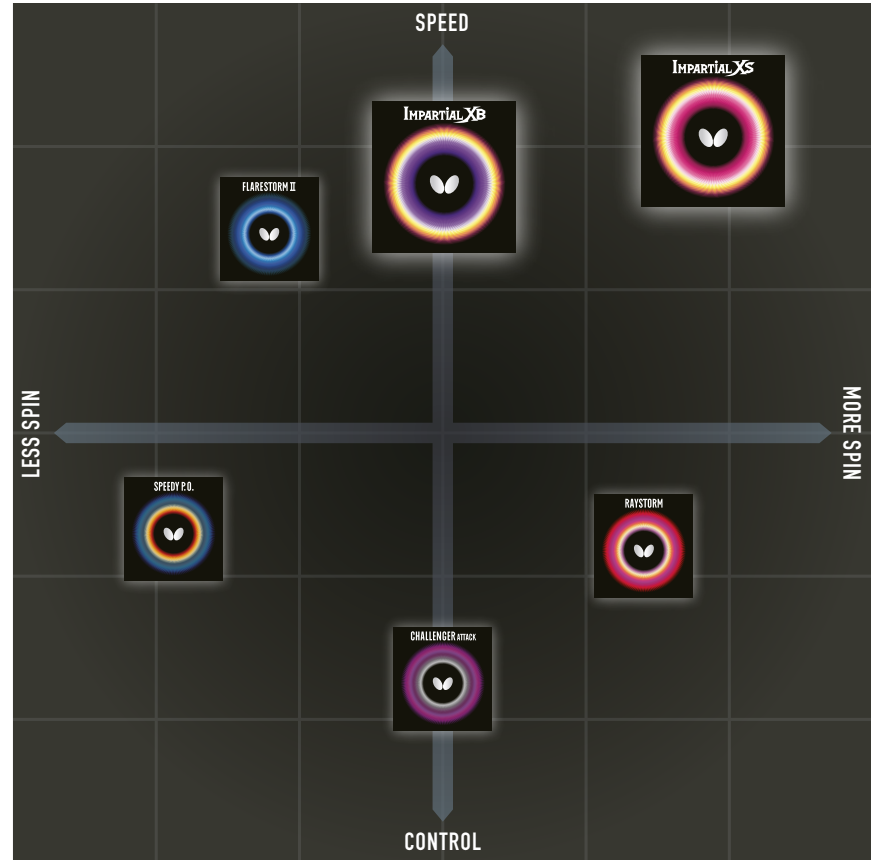 SPEED
IMPARTIAL XS
IMPARTIAL XB
FLARESTORM II
LESS SPIN
MORE SPIN
SPEEDY P.O.
RAYSTORM
CHALLENGER ATTACK
CONTROL